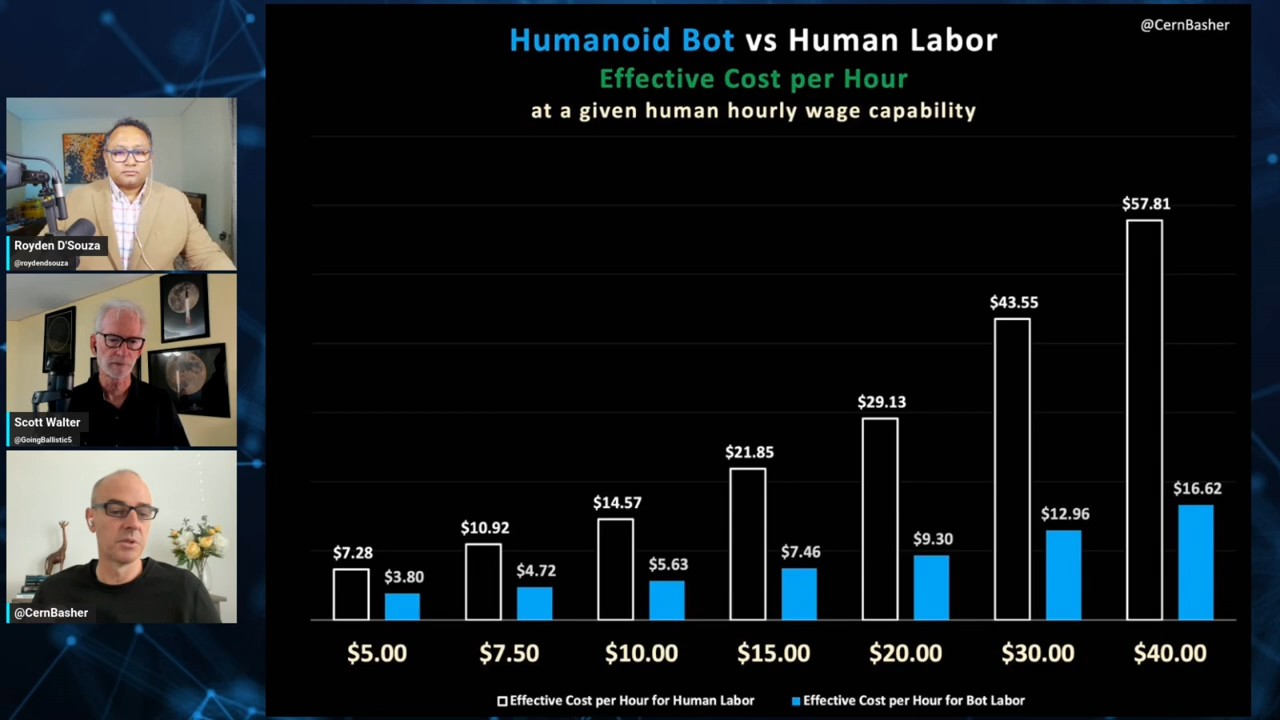 @CernBasher
Humanoid Bot vs Human Labor
Effective Cost per Hour
at a given human hourly wage capability
Royden D'Souza
@roydendsouza
Scott Walter
@GoingBallistic5
@CernBasher
$7.28
$3.80
$10.92
$4.72
$14.57
$5.63
$21.85
$7.46
$29.13
$9.30
$43.55
$12.96
$57.81
$16.62
$5.00 $7.50 $10.00 $15.00 $20.00 $30.00 $40.00
Effective Cost per Hour for Human Labor Effective Cost per Hour for Bot Labor